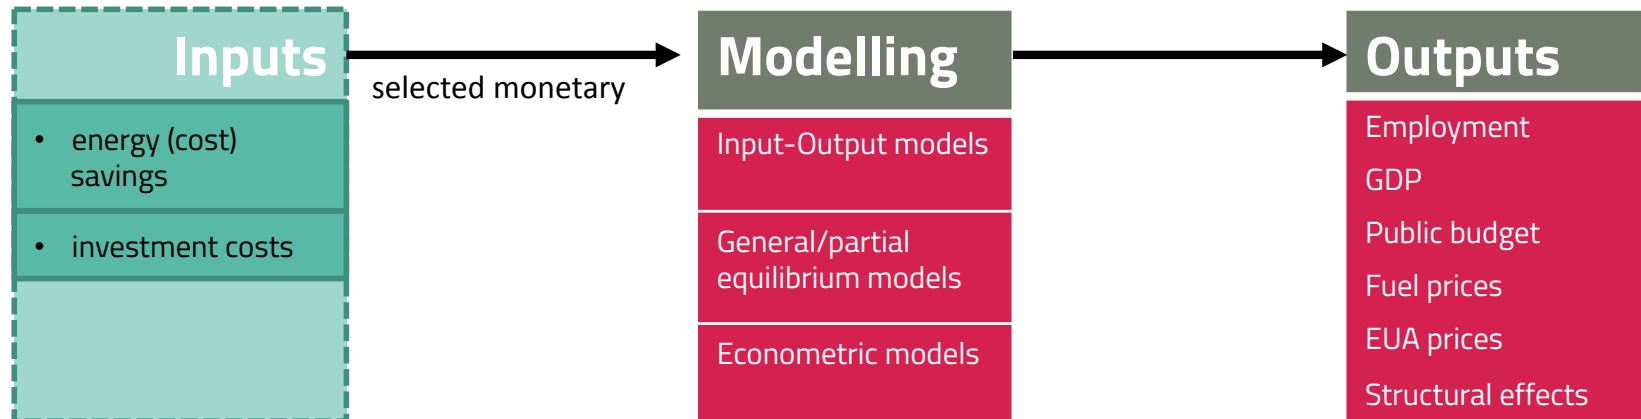 Inputs
• energy (cost)
savings
• investment costs
selected monetary
Modelling
Input-Output models
General/partial
equilibrium models
Econometric models
Outputs
Employment
GDP
Public budget
Fuel prices
EUA prices
Structural effects